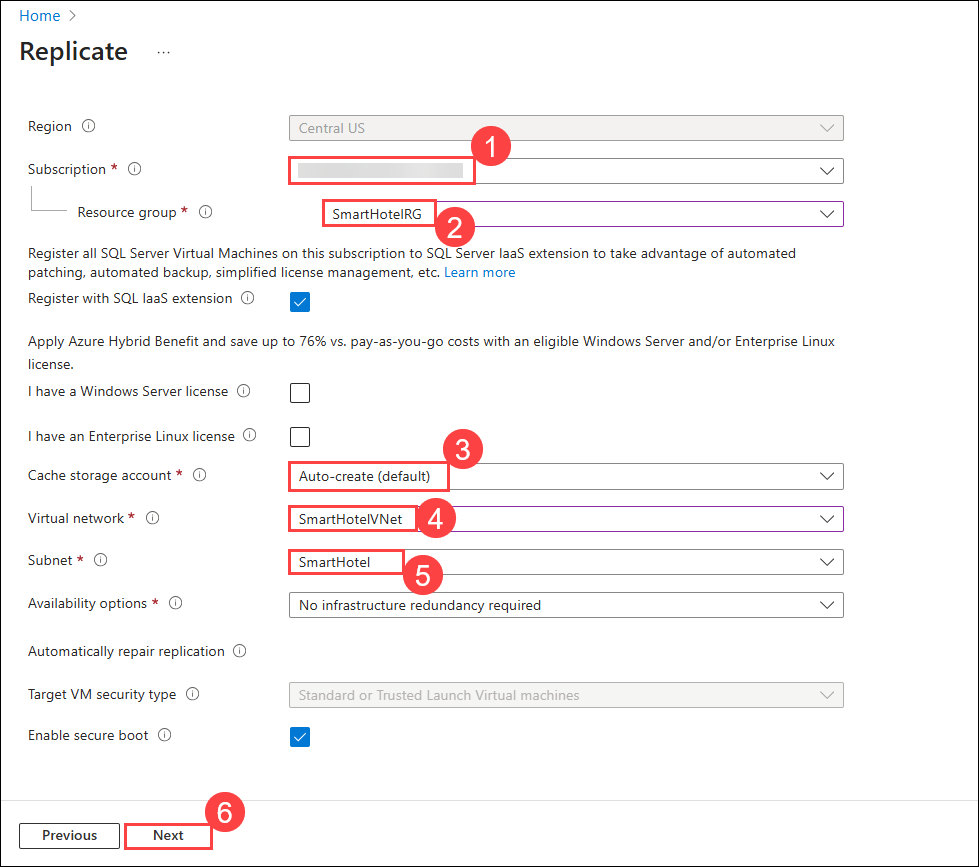 Home >
Replicate ...
Region Central US
1
Subscription *
Resource group * SmartHotelRG
2
Register all SQL Server Virtual Machines on this subscription to SQL Server IaaS extension to take advantage of automated
patching, automated backup, simplified license management, etc. Learn more
Register with SQL IaaS extension
Apply Azure Hybrid Benefit and save up to 76% vs. pay-as-you-go costs with an eligible Windows Server and/or Enterprise Linux
license.
I have a Windows Server license
I have an Enterprise Linux license
3
Cache storage account * Auto-create (default)
Virtual network * SmartHotelVNet 4
Subnet * SmartHotel
5
Availability options * No infrastructure redundancy required
Automatically repair replication
Target VM security type Standard or Trusted Launch Virtual machines
Enable secure boot
6
Previous Next